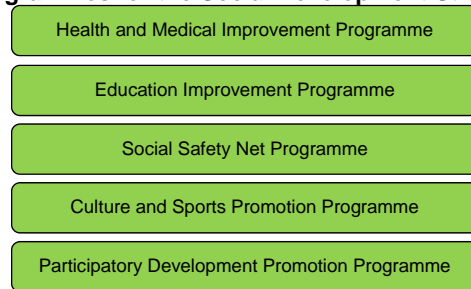 Health and Medical Improvement Programme
Education Improvement Programme
Social Safety Net Programme
Culture and Sports Promotion Programme
Participatory Development Promotion Programme